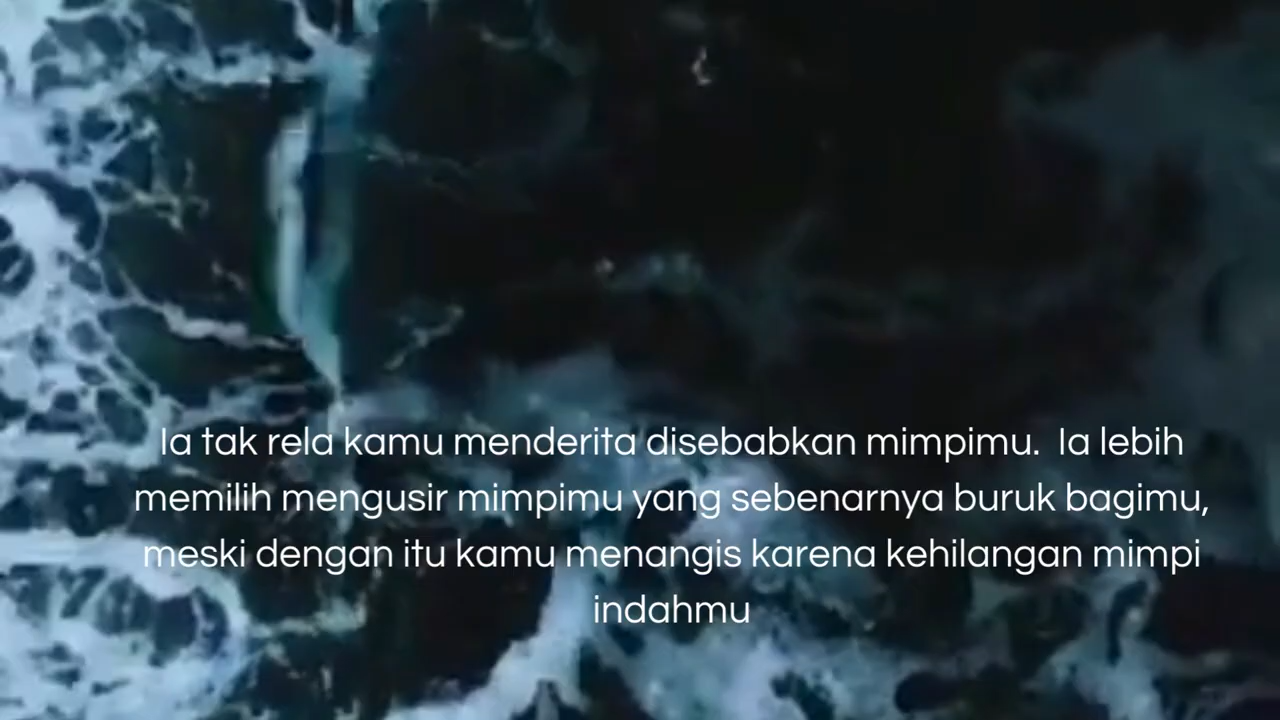 Ia tak rela kamu menderita disebabkan mimpimu.  Ia lebih
memilih mengusir mimpimu yang sebenarnya buruk bagimu,
meski dengan itu kamu menangis karena kehilangan mimpi
indahmu